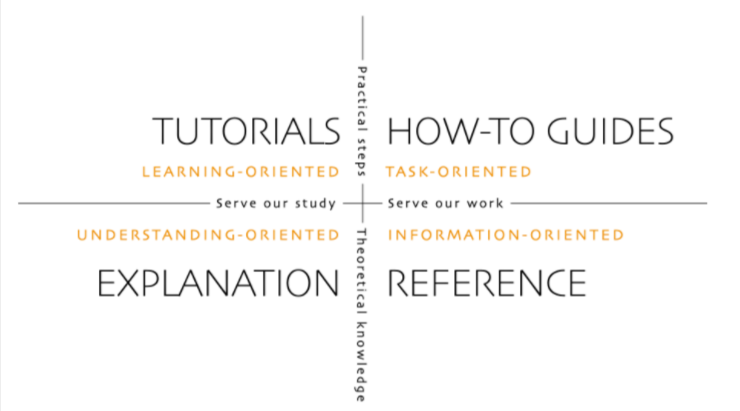 Practical steps
TUTORIALS
HOW-TO GUIDES
LEARNING-ORIENTED
TASK-ORIENTED
Serve our study
Serve our work
UNDERSTANDING-ORIENTED
INFORMATION-ORIENTED
EXPLANATION
REFERENCE
Theoretical knowledge